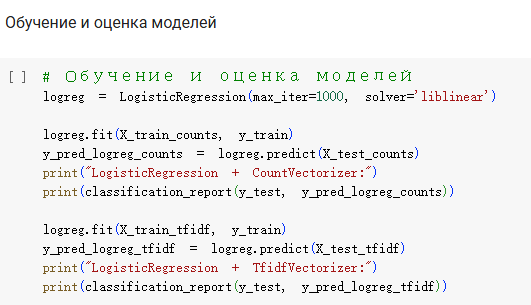 Обучение и оценка моделей
[ ] # Обучение и оценка моделей
logreg = LogisticRegression(max_iter=1000, solver='liblinear')
logreg.fit(X_train_counts, y_train)
y_pred_logreg_counts = logreg.predict(X_test_counts)
print("LogisticRegression + CountVectorizer:")
print(classification_report(y_test, y_pred_logreg_counts))
logreg.fit(X_train_tfidf, y_train)
y_pred_logreg_tfidf = logreg.predict(X_test_tfidf)
print("LogisticRegression + TfidfVectorizer:")
print(classification_report(y_test, y_pred_logreg_tfidf))